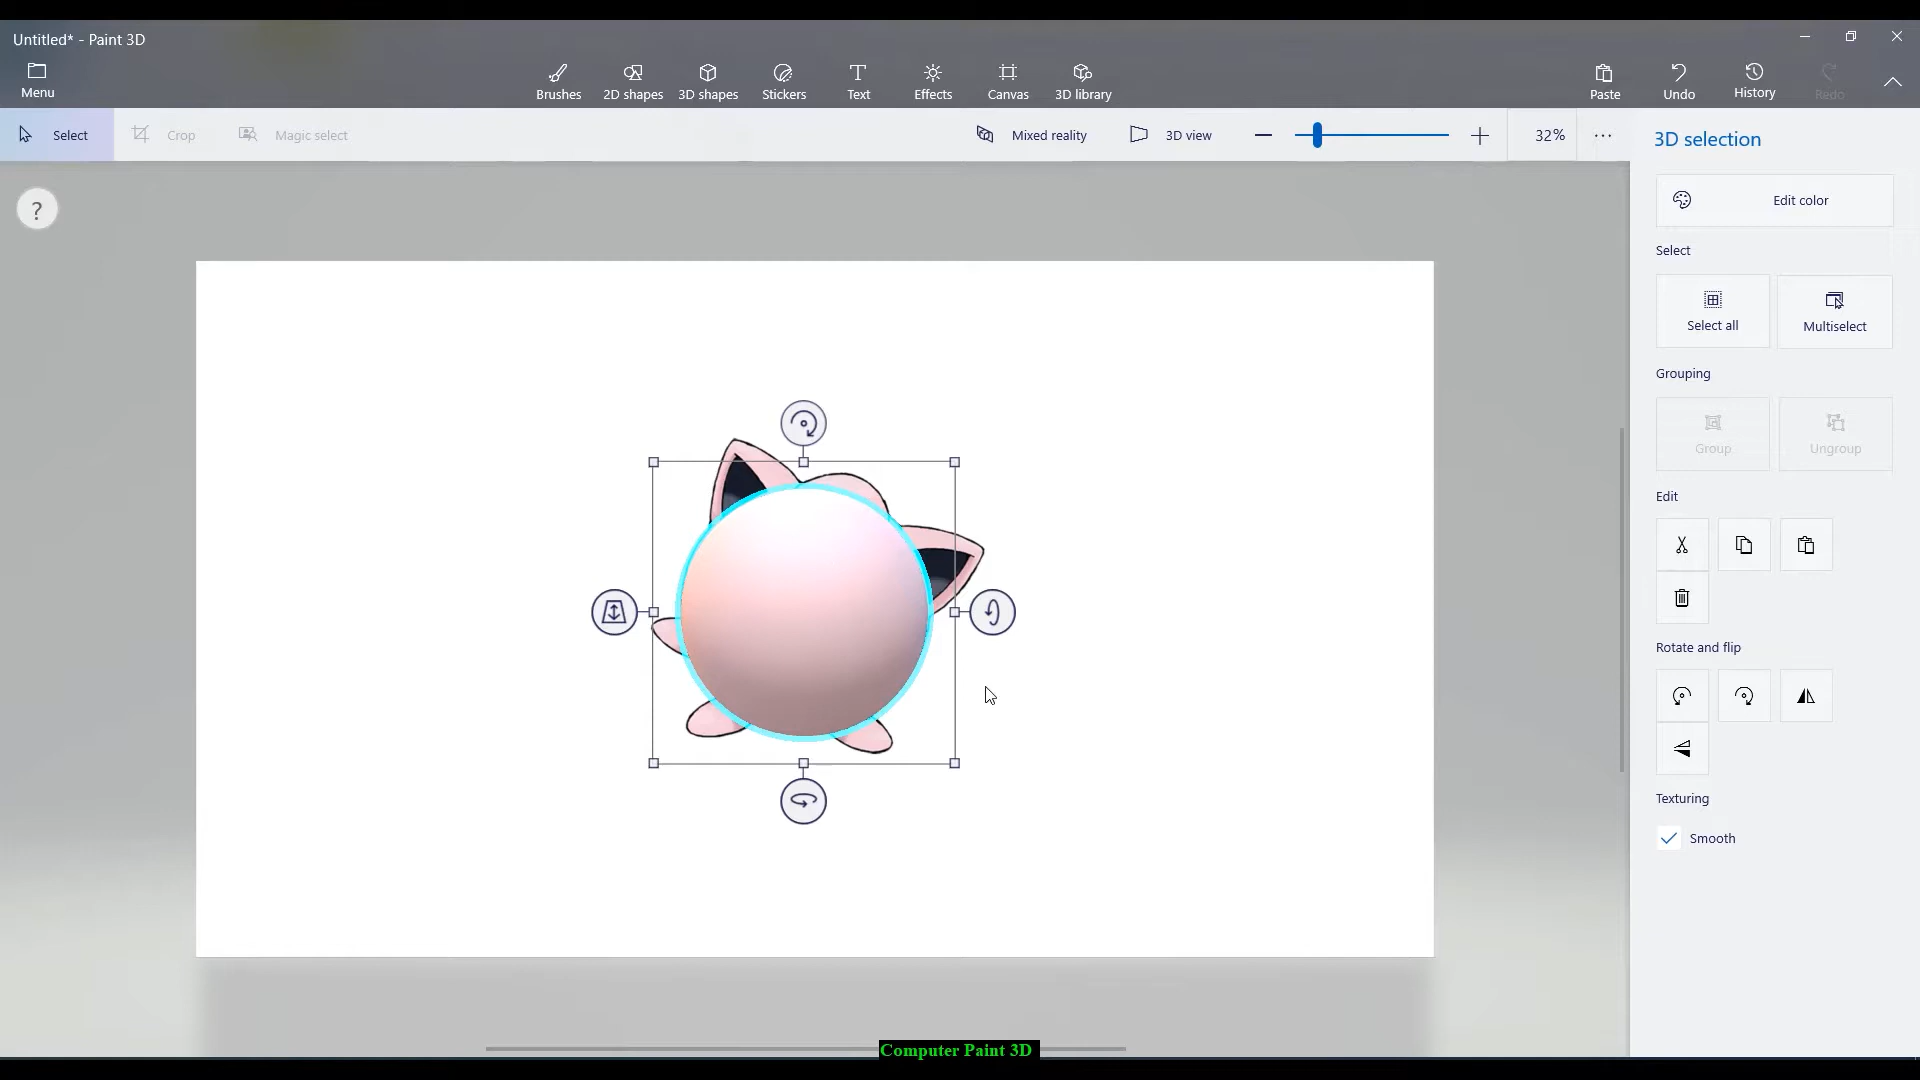 Untitled* - Paint 3D
Menu
Brushes
2D shapes
3D shapes
Stickers
Text
Effects
Canvas
3D library
Paste
Undo
History
Redo
Select
Crop
Magic select
Mixed reality
3D view
32%
?
3D selection
Edit color
Select
Select all
Multiselect
Grouping
Group
Ungroup
Edit
Rotate and flip
Texturing
Smooth
Computer Paint 3D